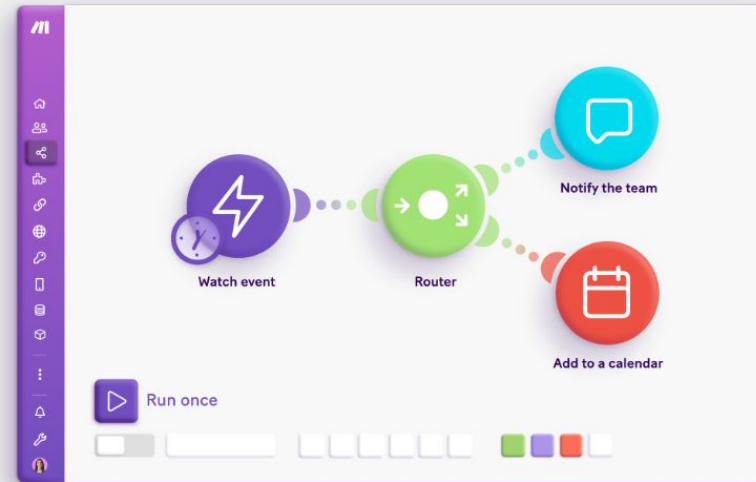 Notify the team
Watch event
Router
Add to a calendar
Run once